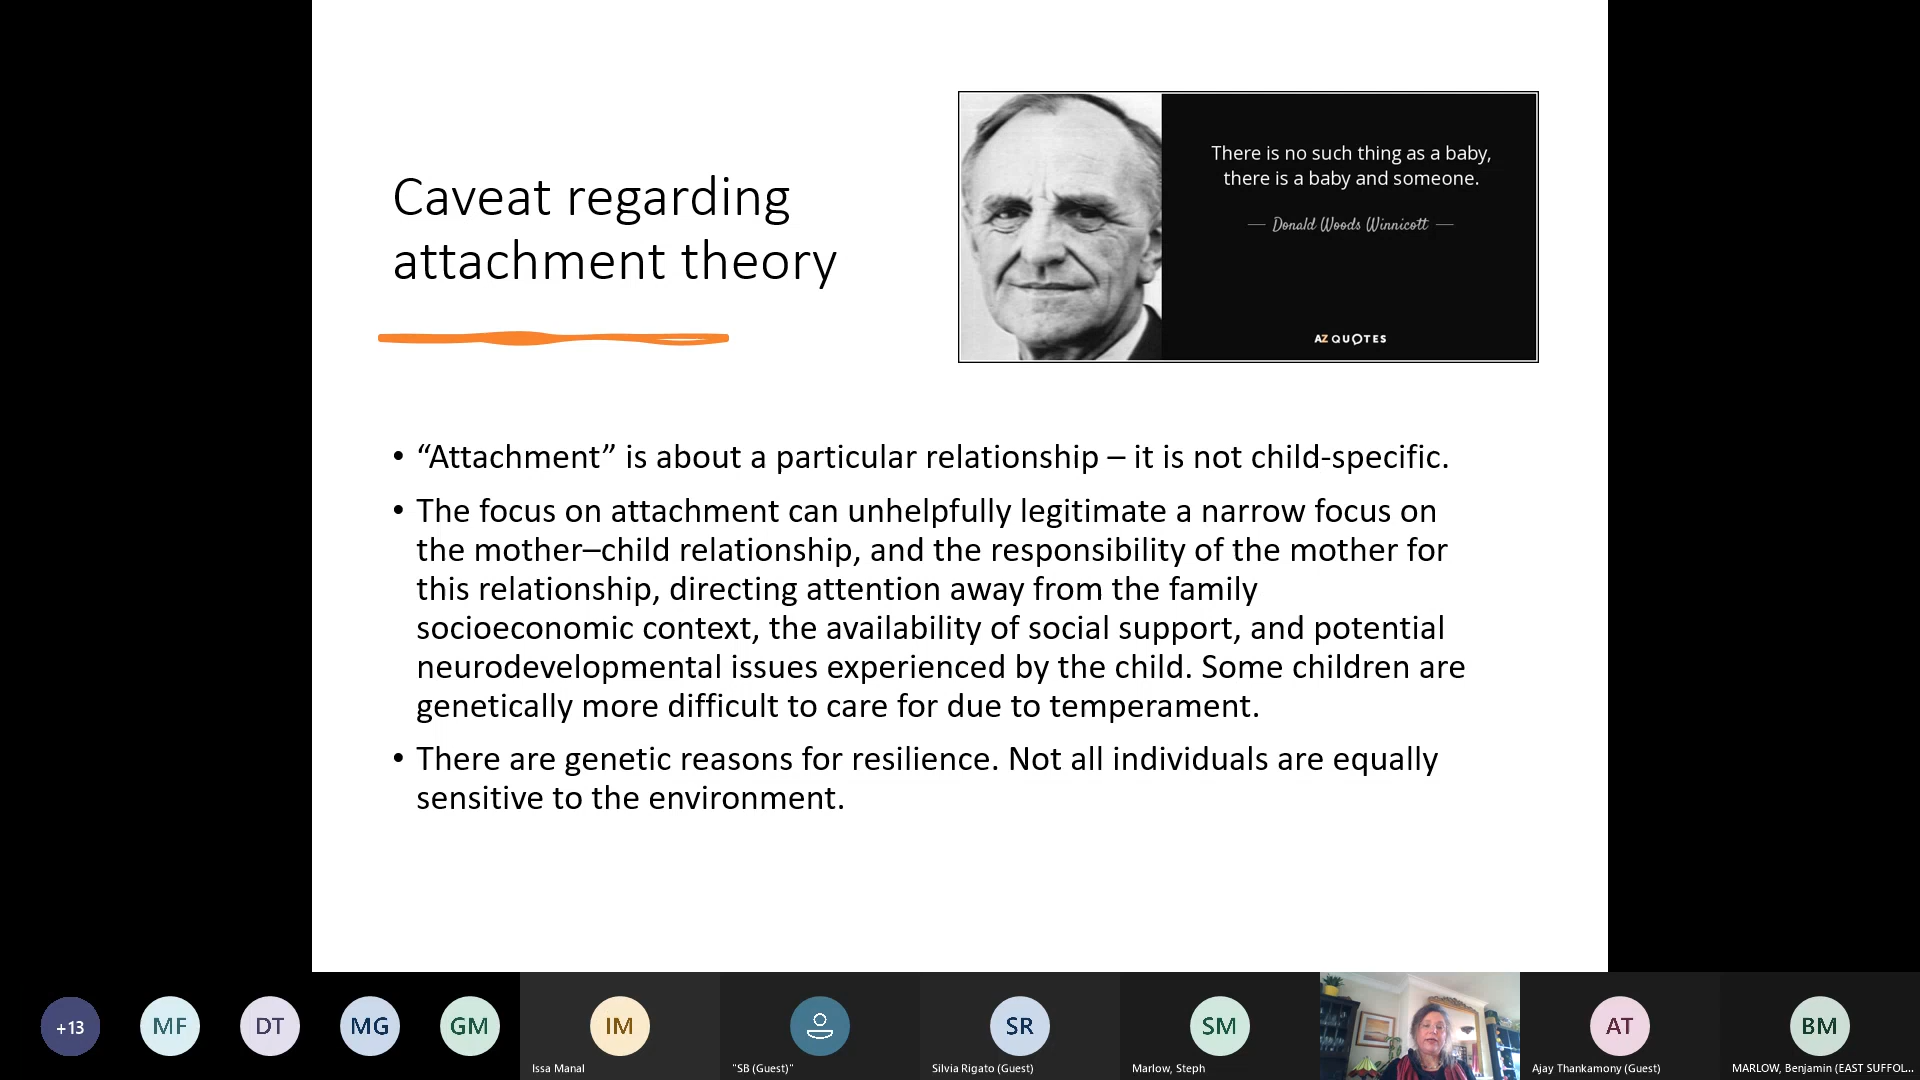 There is no such thing as a baby,
there is a baby and someone.
Donald Woods Winnicott
AZ QUOTES
Caveat regarding
attachment theory
• “Attachment” is about a particular relationship – it is not child-specific.
• The focus on attachment can unhelpfully legitimate a narrow focus on
the mother–child relationship, and the responsibility of the mother for
this relationship, directing attention away from the family
socioeconomic context, the availability of social support, and potential
neurodevelopmental issues experienced by the child. Some children are
genetically more difficult to care for due to temperament.
• There are genetic reasons for resilience. Not all individuals are equally
sensitive to the environment.
+13
MF
DT
MG
GM
IM
Issa Manal
"SB (Guest)"
SR
Silvia Rigato (Guest)
SM
Marlow, Steph
AT
Ajay Thankamony (Guest)
BM
MARLOW, Benjamin (EAST SUFFOL...